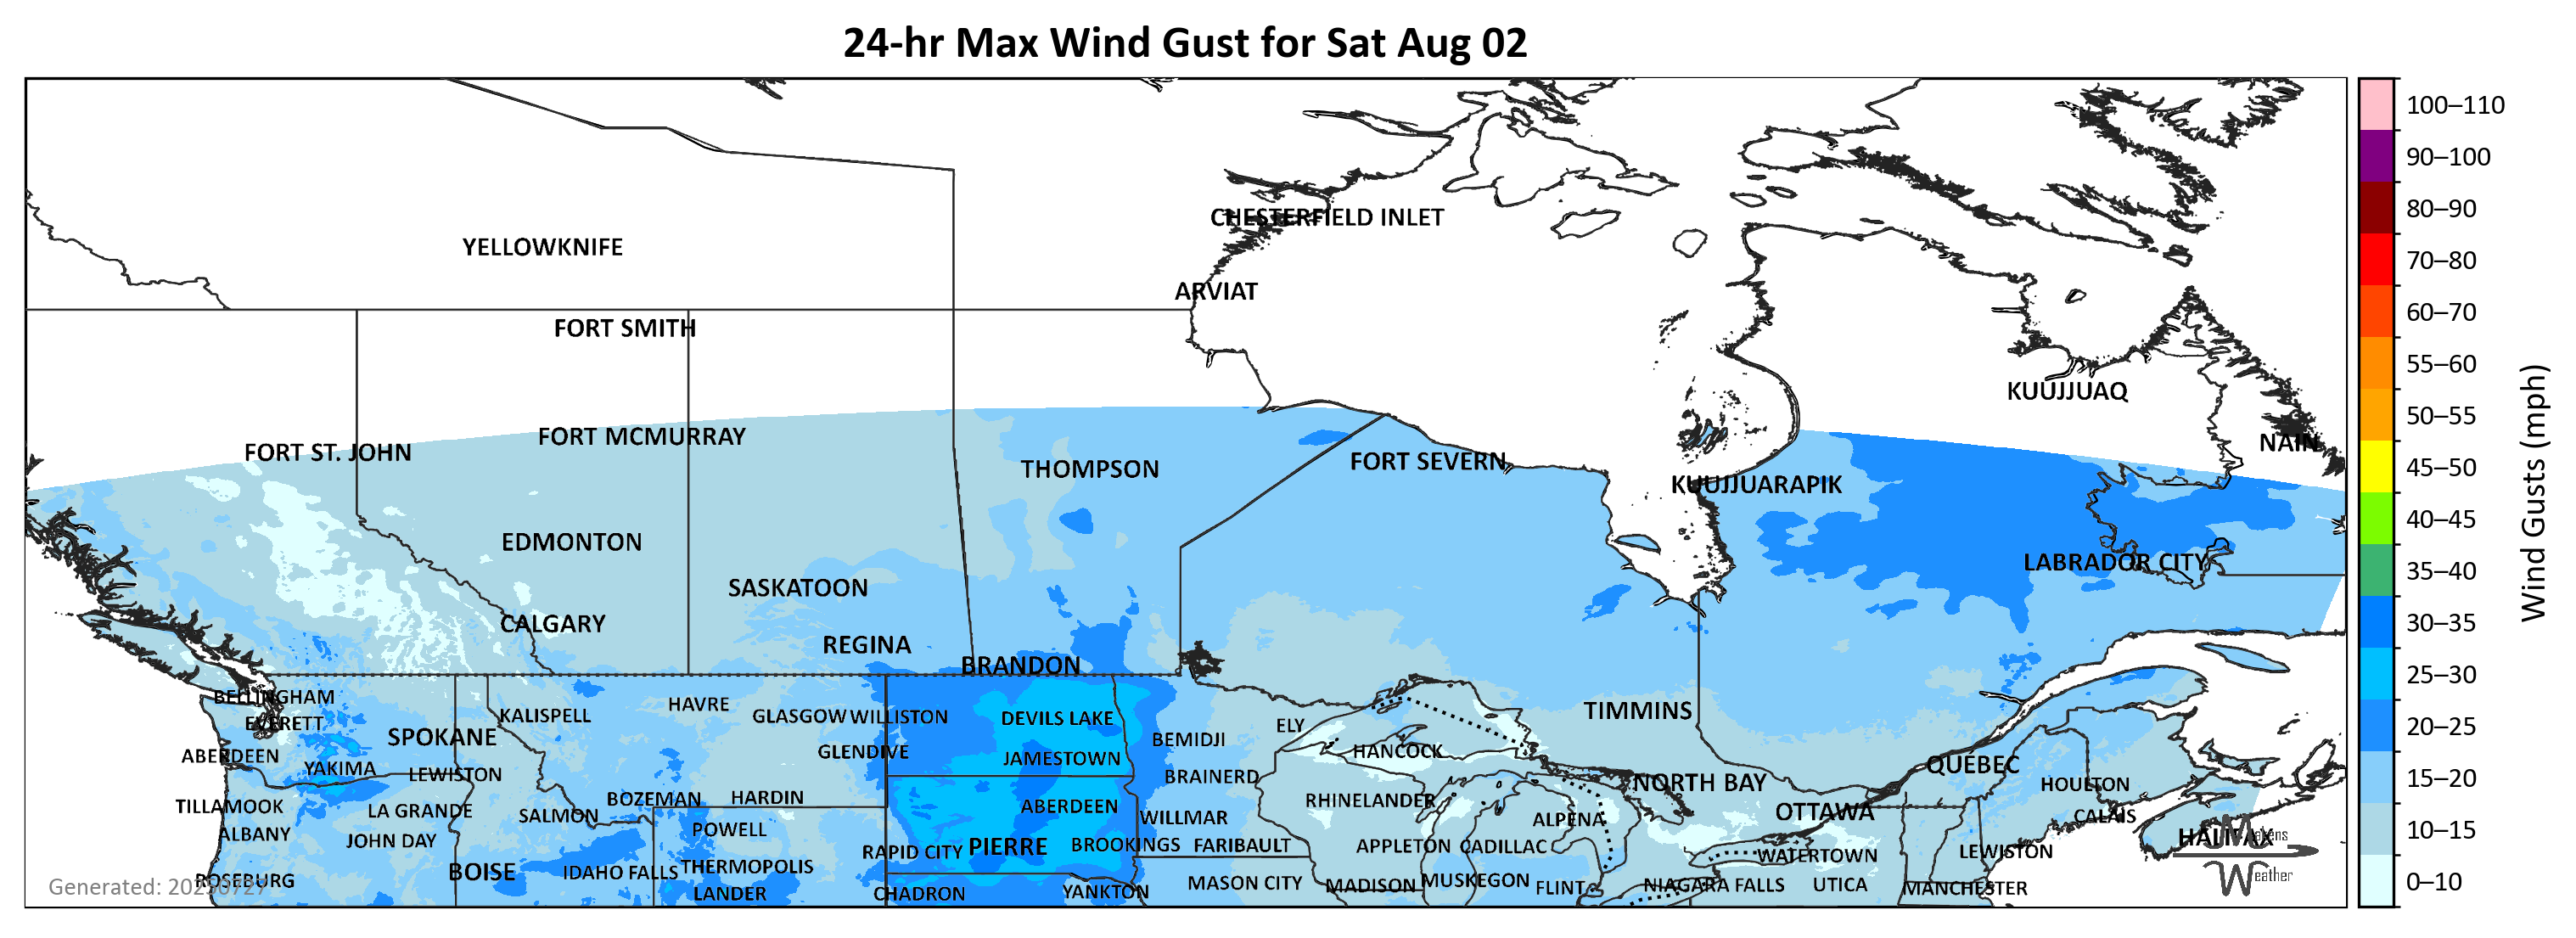 24-hr Max Wind Gust for Sat Aug 02
CHESTERFIELD INLET
YELLOWKNIFE
ARVIAT
FORT SMITH
KUUJJUAQ
FORT MCMURRAY
NAIN
FORT ST. JOHN
THOMPSON
FORT SEVERN
KUUJJUARAPIK
EDMONTON
LABRADOR CITY
SASKATOON
CALGARY
REGINA
BRANDON
BELLINGHAM
HAVRE
KALISPELL
GLASGOW WILLISTON
DEVILS LAKE
TIMMINS
EVERETT
ELY
SPOKANE
BEMIDJI
ABERDEEN
GLENDIVE
JAMESTOWN
HANCOCK
QUÉBEC
YAKIMA
LEWISTON
BRAINERD
NORTH BAY
HOULTON
TILLAMOOK
LA GRANDE
BOZEMAN
HARDIN
ABERDEEN
RHINELANDER
OTTAWA
SALMON
WILLMAR
ALPENA
CALAIS
ALBANY
JOHN DAY
POWELL
RAPID CITY
PIERRE
BROOKINGS
FARIBAULT
APPLETON
CADILLAC
WATERTOWN
LEWISTON
HALIFAX
Makens
Weather
BOISE
IDAHO FALLS
THERMOPOLIS
ROSEBURG
LANDER
CHADRON
YANKTON
MASON CITY
MADISON
MUSKEGON
FLINT
NIAGARA FALLS
UTICA
MANCHESTER
Generated: 20250727
100–110
90–100
80–90
70–80
60–70
55–60
50–55
45–50
40–45
35–40
30–35
25–30
20–25
15–20
10–15
0–10
Wind Gusts (mph)